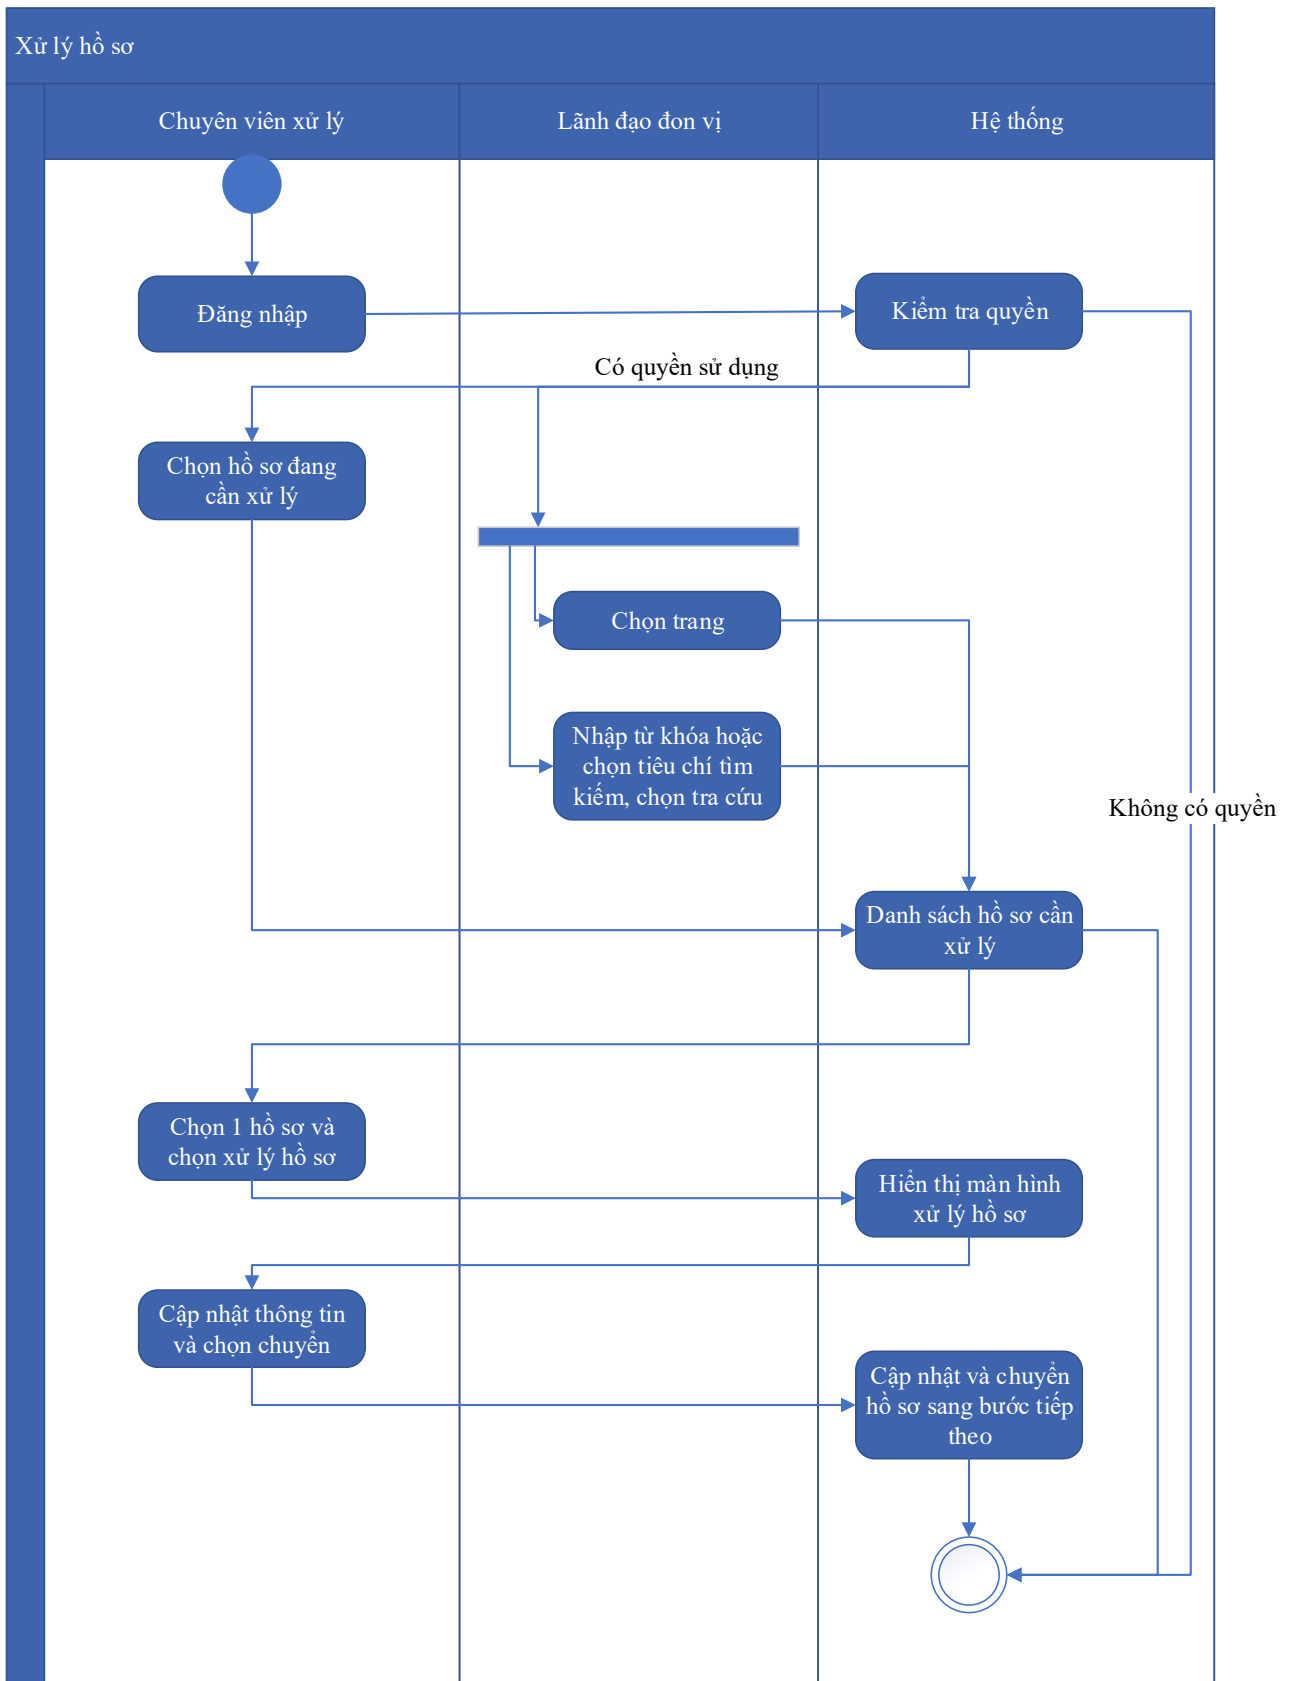 Xử lý hồ sơ
Chuyên viên xử lý
Lãnh đạo đon vị
Hệ thống
Đăng nhập
Kiểm tra quyền
Có quyền sử dụng
Chọn hồ sơ đang
cần xử lý
Chọn trang
Nhập từ khóa hoặc
chọn tiêu chí tìm
kiếm, chọn tra cứu
Không có quyền
Danh sách hồ sơ cần
xử lý
Chọn 1 hồ sơ và
chọn xử lý hồ sơ
Hiển thị màn hình
xử lý hồ sơ
Cập nhật thông tin
và chọn chuyển
Cập nhật và chuyển
hồ sơ sang bước tiếp
theo